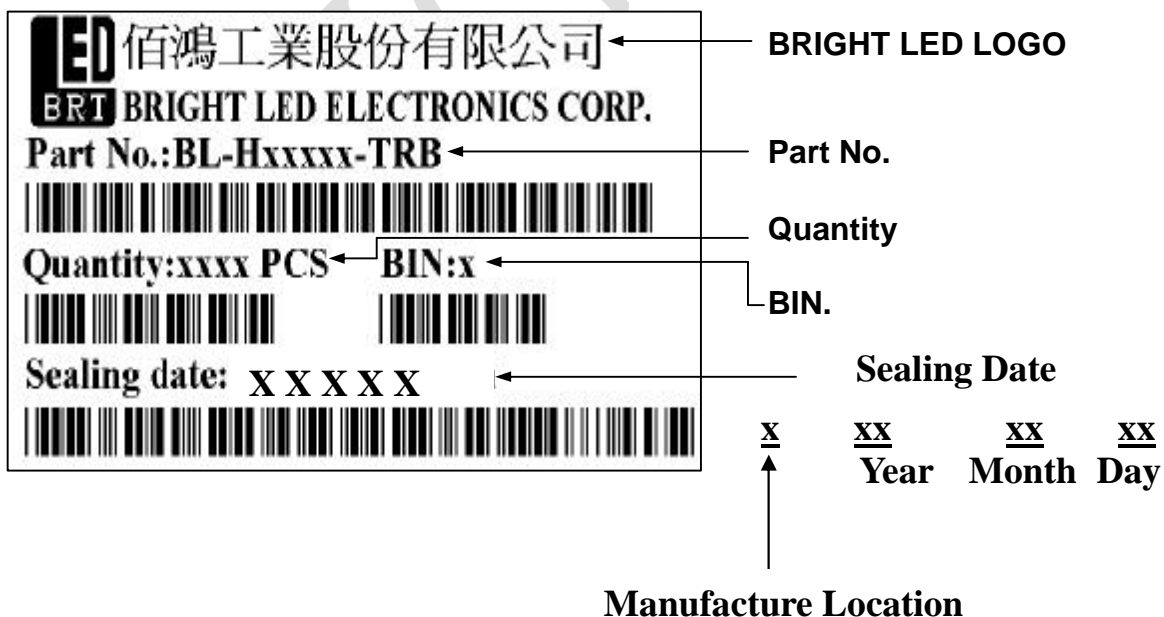 LED 佰鴻工業股份有限公司 BRIGHT LED LOGO
BRT BRIGHT LED ELECTRONICS CORP.
Part No.:BL-Hxxxxx-TRB Part No.
Quantity
Quantity:xxxx PCS BIN:x
BIN.
Sealing date: X X X X X Sealing Date
x xx xx xx
Year Month Day
Manufacture Location